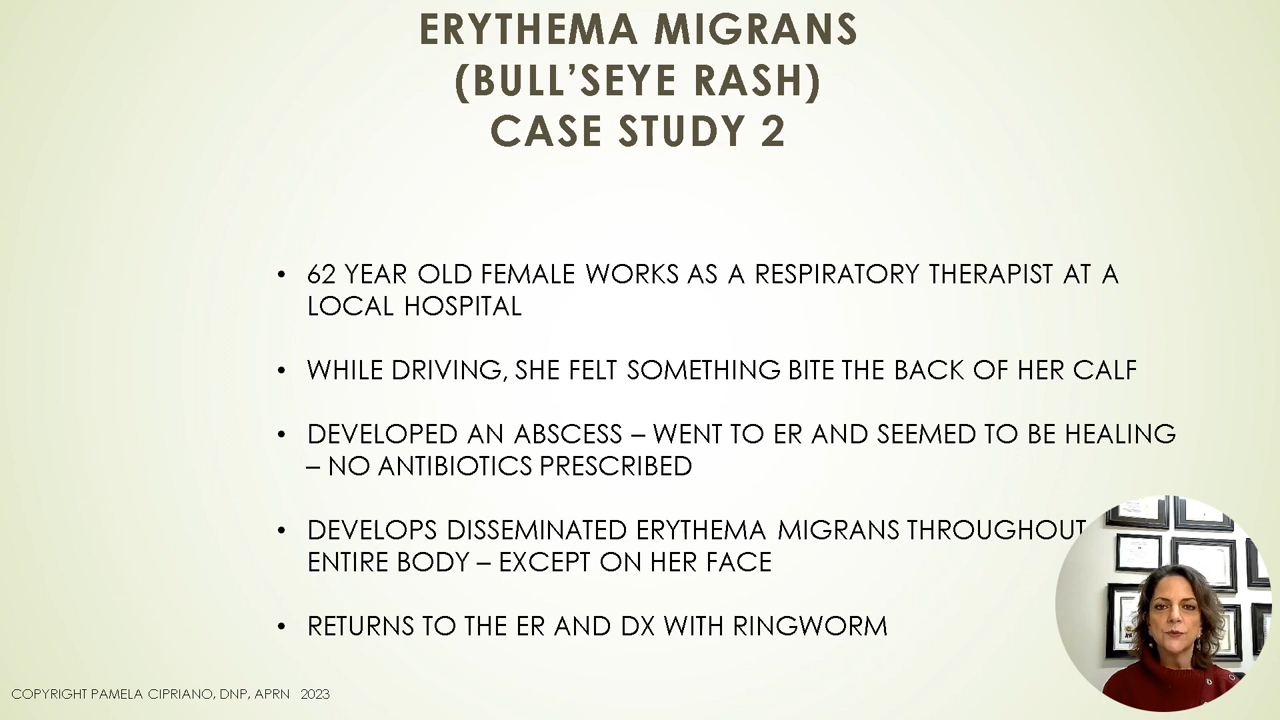 ERYTHEMA MIGRANS
(BULL'SEYE RASH)
CASE STUDY 2
• 62 YEAR OLD FEMALE WORKS AS A RESPIRATORY THERAPIST AT A
LOCAL HOSPITAL
• WHILE DRIVING, SHE FELT SOMETHING BITE THE BACK OF HER CALF
• DEVELOPED AN ABSCESS – WENT TO ER AND SEEMED TO BE HEALING
– NO ANTIBIOTICS PRESCRIBED
• DEVELOPS DISSEMINATED ERYTHEMA MIGRANS THROUGHOUT
ENTIRE BODY – EXCEPT ON HER FACE
• RETURNS TO THE ER AND DX WITH RINGWORM
COPYRIGHT PAMELA CIPRIANO, DNP, APRN 2023